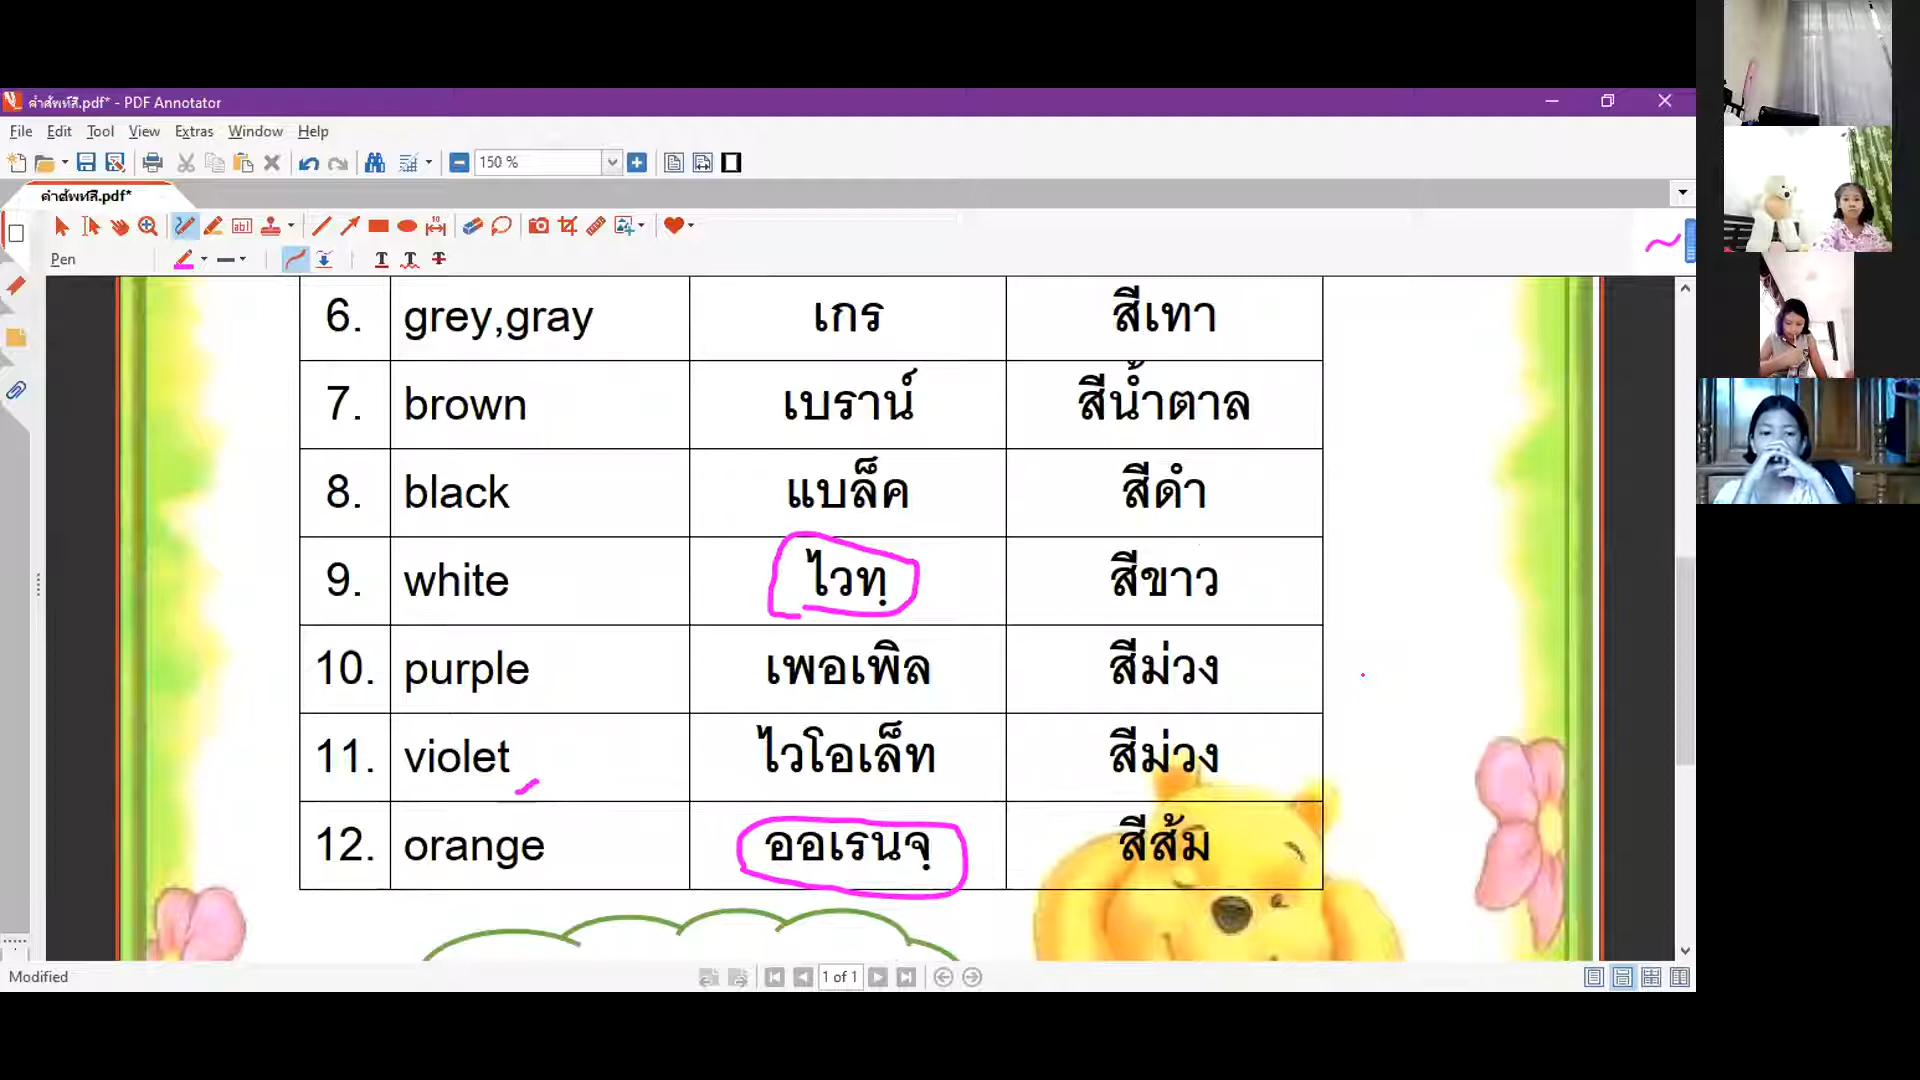 คำศัพท์สี.pdf* - PDF Annotator
File Edit Tool View Extras Window Help
150 %
คำศัพท์สี.pdf*
Pen
6. grey,gray เกร สีเทา
7. brown เบราน์ สีน้ำตาล
8. black แบล็ค สีดำ
9. white ไวทฺ สีขาว
10. purple เพอเพิล สีม่วง
11. violet ไวโอเล็ท สีม่วง
12. orange ออเรนจฺ สีส้ม
Modified 1 of 1